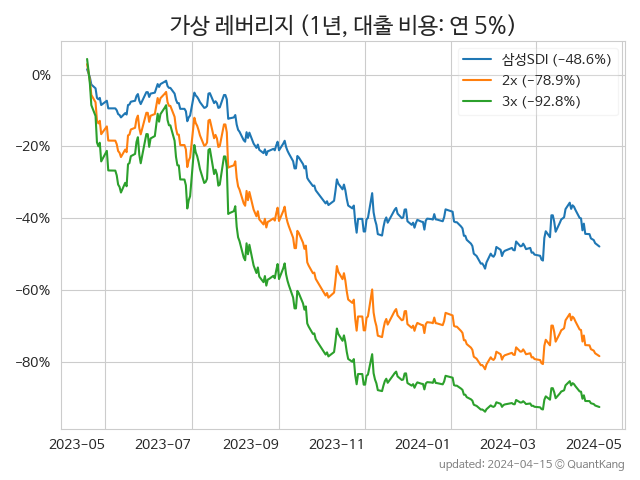 가상 레버리지 (1년, 대출 비용: 연 5%)
삼성SDI (−48.6%)
2x (−78.9%)
3x (−92.8%)
0%
−20%
−40%
−60%
−80%
2023-05 2023-07 2023-09 2023-11 2024-01 2024-03 2024-05
updated: 2024-04-15 © QuantKang